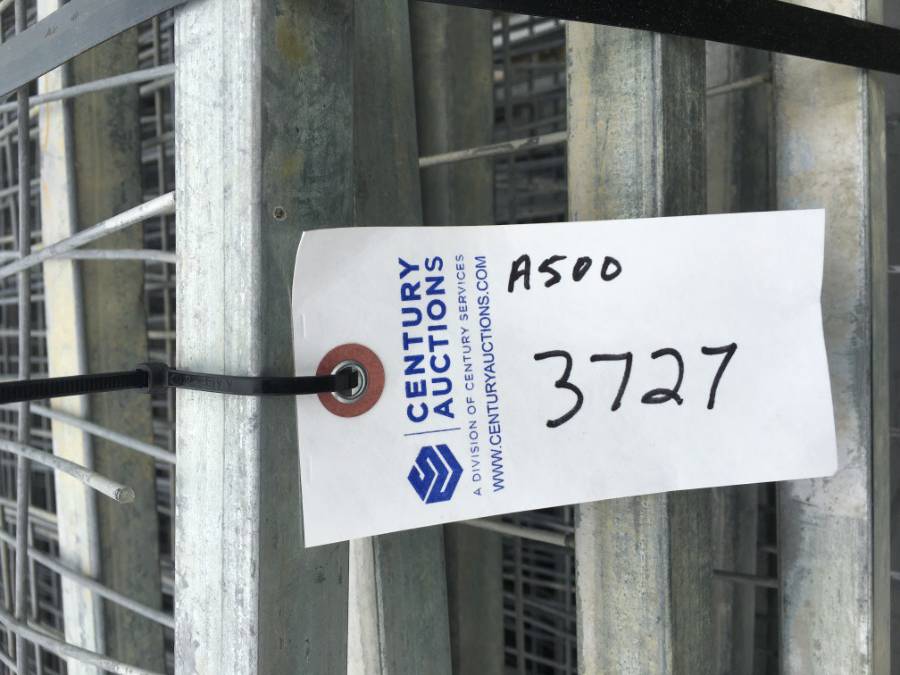 CENTURY
AUCTIONS
A DIVISION OF CENTURY SERVICES
WWW.CENTURYAUCTIONS.COM
A500
3727